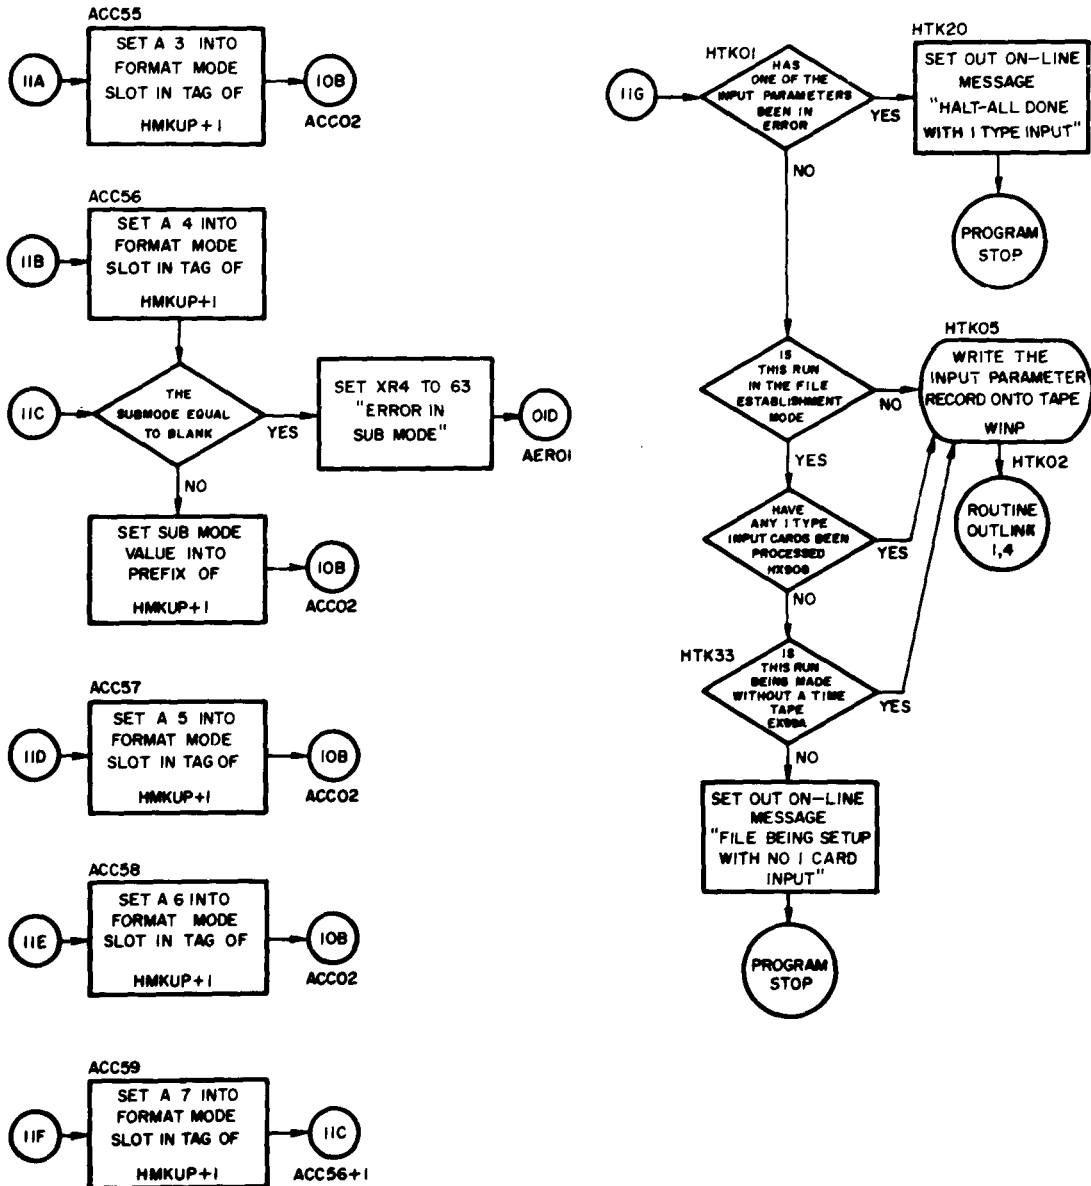 ACC55
11A
SET A 3 INTO
FORMAT MODE
SLOT IN TAG OF
HMKUP+1
10B
ACC02
ACC56
11B
SET A 4 INTO
FORMAT MODE
SLOT IN TAG OF
HMKUP+1
11C
THE
SUBMODE EQUAL
TO BLANK
YES
SET XR4 TO 63
"ERROR IN
SUB MODE"
01D
AER01
NO
SET SUB MODE
VALUE INTO
PREFIX OF
HMKUP+1
10B
ACC02
ACC57
11D
SET A 5 INTO
FORMAT MODE
SLOT IN TAG OF
HMKUP+1
10B
ACC02
ACC58
11E
SET A 6 INTO
FORMAT MODE
SLOT IN TAG OF
HMKUP+1
10B
ACC02
ACC59
11F
SET A 7 INTO
FORMAT MODE
SLOT IN TAG OF
HMKUP+1
11C
ACC56+1
HTK01
11G
HAS
ONE OF THE
INPUT PARAMETERS
BEEN IN
ERROR
YES
HTK20
SET OUT ON-LINE
MESSAGE
"HALT-ALL DONE
WITH 1 TYPE INPUT"
PROGRAM
STOP
NO
IS
THIS RUN
IN THE FILE
ESTABLISHMENT
MODE
NO
HTK05
WRITE THE
INPUT PARAMETER
RECORD ONTO TAPE
WINP
HTK02
ROUTINE
OUTLINK
1,4
YES
HAVE
ANY 1 TYPE
INPUT CARDS BEEN
PROCESSED
YES
NO
HTK33
IS
THIS RUN
BEING MADE
WITHOUT A TIME
TAPE
YES
NO
SET OUT ON-LINE
MESSAGE
"FILE BEING SETUP
WITH NO 1 CARD
INPUT"
PROGRAM
STOP